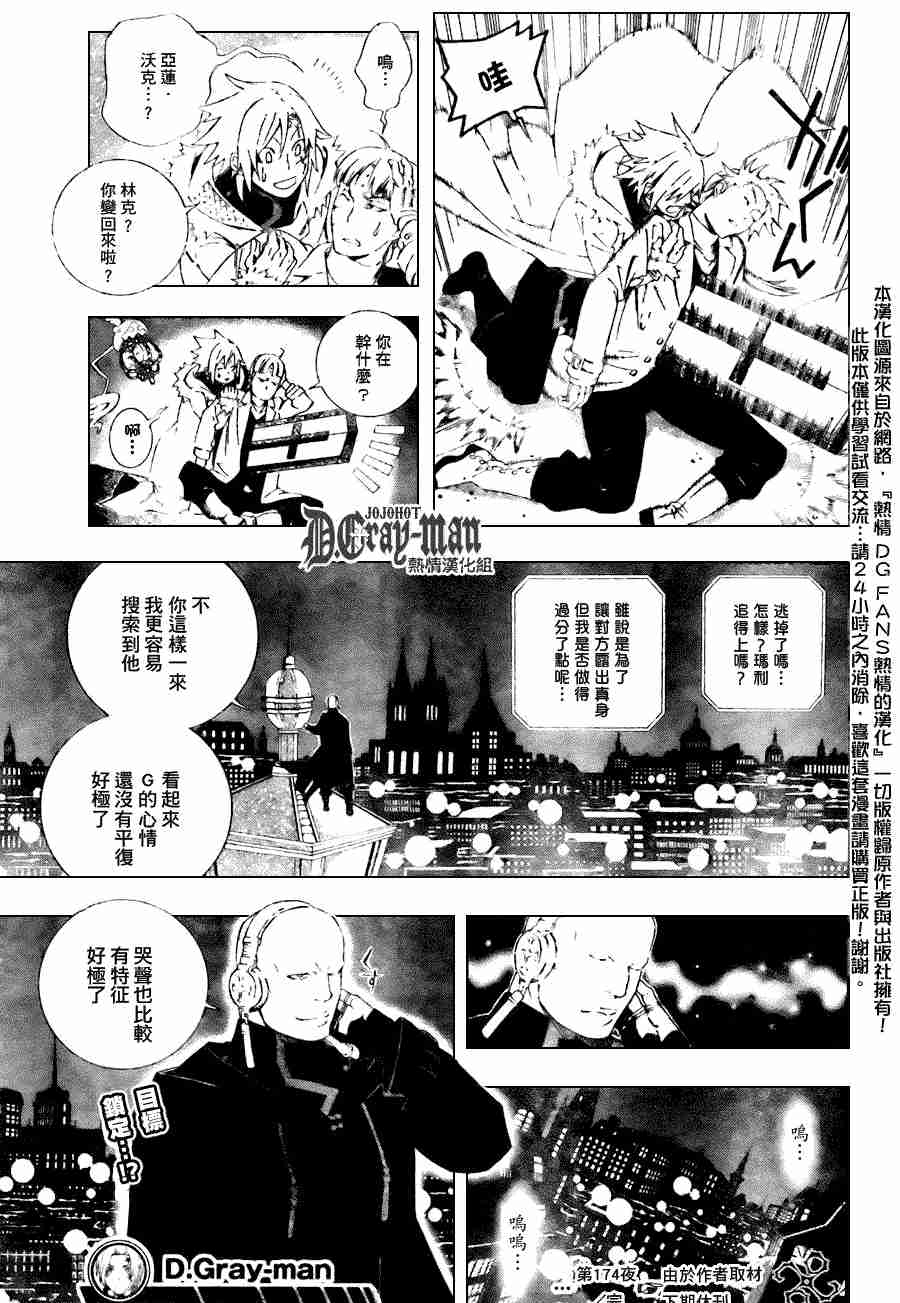 哇
嗚…
亞蓮．
沃克…？
林克？
你變回來啦？
你在
幹什麼？
啊…
JOJOHOT
D.Gray-man
熱情漢化組
逃掉了嗎…
怎樣？瑪利
追得上嗎？
雖說是為了
讓對方露出真身
但我是否做得
過分了點呢…
不
你這樣一來
我更容易
搜索到他
看起來
G的心情
還沒有平復
好極了
哭聲也比較
有特征
好極了
くす
目標
鎖定…!?
嗚…
嗚嗚…
D.Gray-man
…第174夜
／完
由於作者取材
下期休刊
本漢化圖源來自於網路，『熱情DG FANS熱情的漢化』一切版權歸原作者與出版社擁有！
此版本僅供學習試看交流…請24小時之內消除．喜歡這套漫畫請購買正版！謝謝。